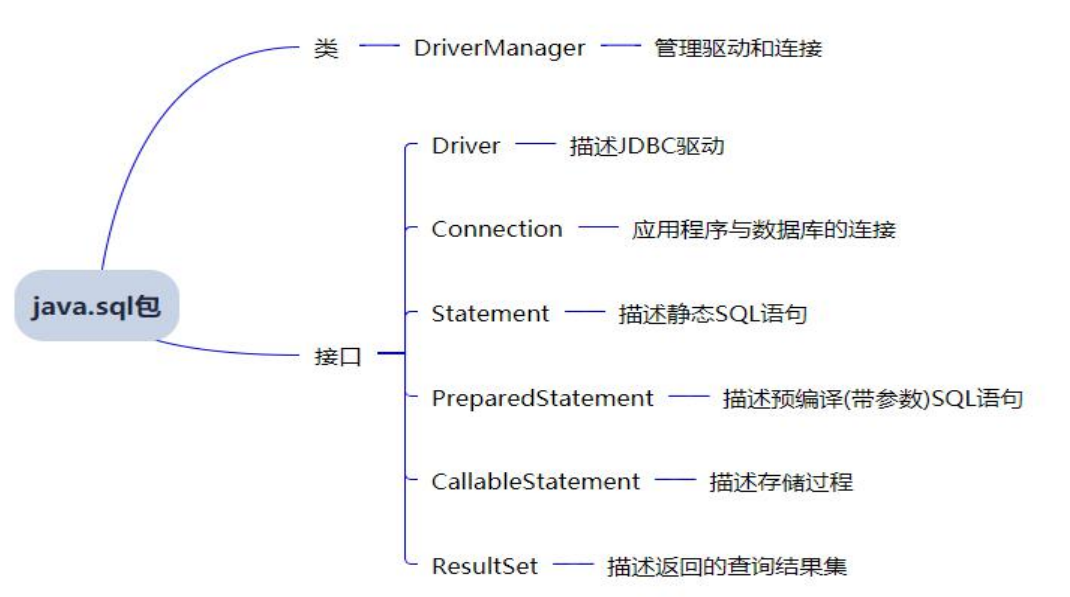 类 DriverManager 管理驱动和连接
Driver 描述JDBC驱动
Connection 应用程序与数据库的连接
java.sql包
Statement 描述静态SQL语句
接口
PreparedStatement 描述预编译(带参数)SQL语句
CallableStatement 描述存储过程
ResultSet 描述返回的查询结果集